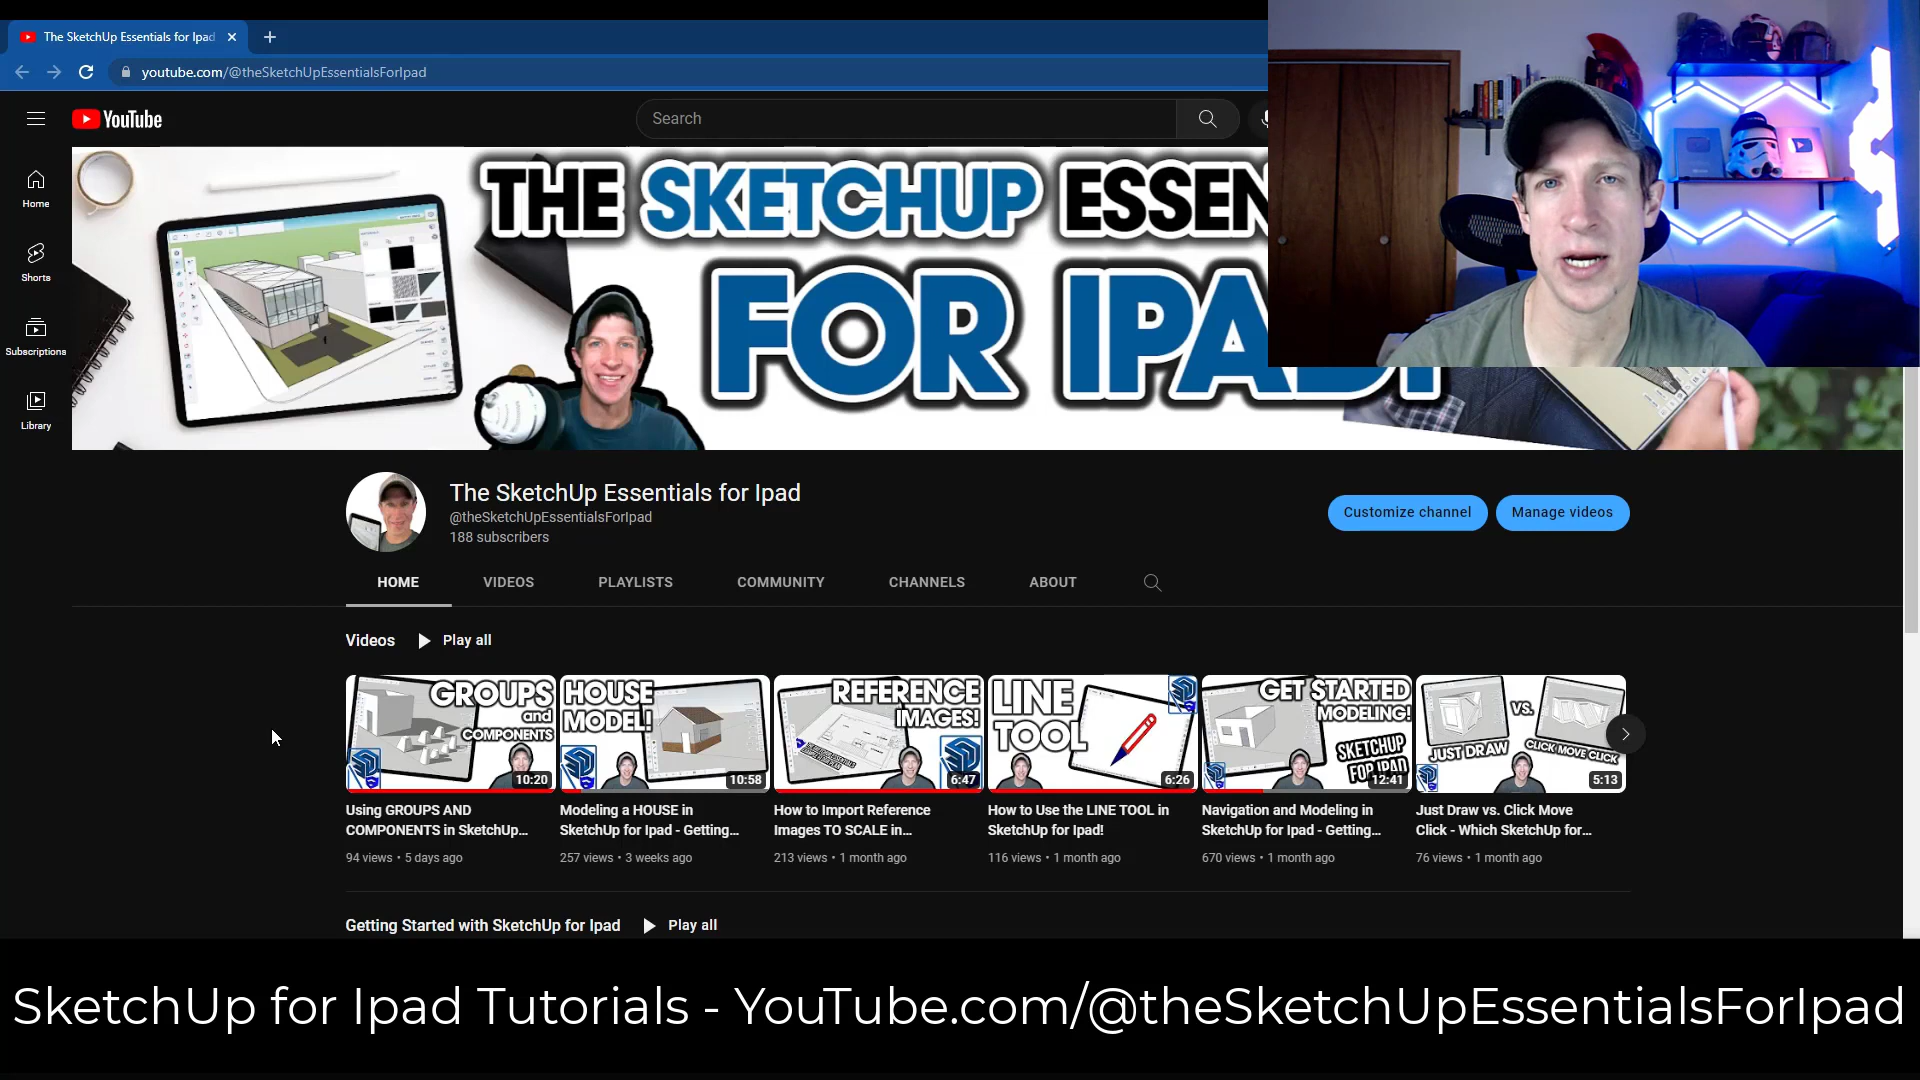 The SketchUp Essentials for Ipad
youtube.com/@theSketchUpEssentialsForIpad
YouTube
Search
Home
Shorts
Subscriptions
Library
THE SKETCHUP ESSEN
FOR IPAD!
The SketchUp Essentials for Ipad
@theSketchUpEssentialsForIpad
188 subscribers
Customize channel
Manage videos
HOME
VIDEOS
PLAYLISTS
COMMUNITY
CHANNELS
ABOUT
Videos
Play all
GROUPS
and
COMPONENTS
10:20
HOUSE
MODEL!
10:58
REFERENCE
IMAGES!
6:47
LINE
TOOL
6:26
GET STARTED
MODELING!
SKETCHUP
FOR IPAD
12:41
VS.
JUST DRAW
CLICK MOVE CLICK
5:13
Using GROUPS AND
COMPONENTS in SketchUp...
94 views • 5 days ago
Modeling a HOUSE in
SketchUp for Ipad - Getting...
257 views • 3 weeks ago
How to Import Reference
Images TO SCALE in...
213 views • 1 month ago
How to Use the LINE TOOL in
SketchUp for Ipad!
116 views • 1 month ago
Navigation and Modeling in
SketchUp for Ipad - Getting...
670 views • 1 month ago
Just Draw vs. Click Move
Click - Which SketchUp for...
76 views • 1 month ago
Getting Started with SketchUp for Ipad
Play all
SketchUp for Ipad Tutorials - YouTube.com/@theSketchUpEssentialsForIpad